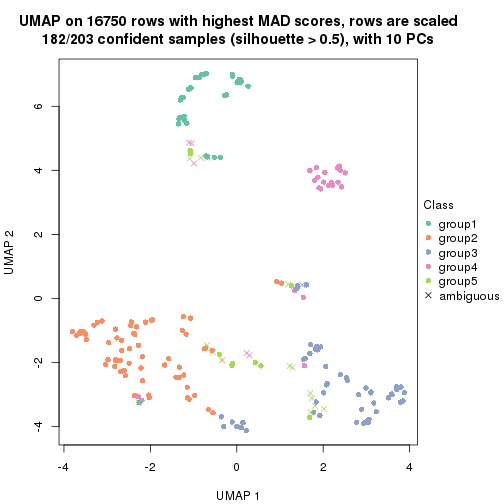 UMAP on 16750 rows with highest MAD scores, rows are scaled
182/203 confident samples (silhouette > 0.5), with 10 PCs
6
4
2
0
-2
-4
UMAP 2
-4
-2
0
2
4
UMAP 1
Class
group1
group2
group3
group4
group5
ambiguous